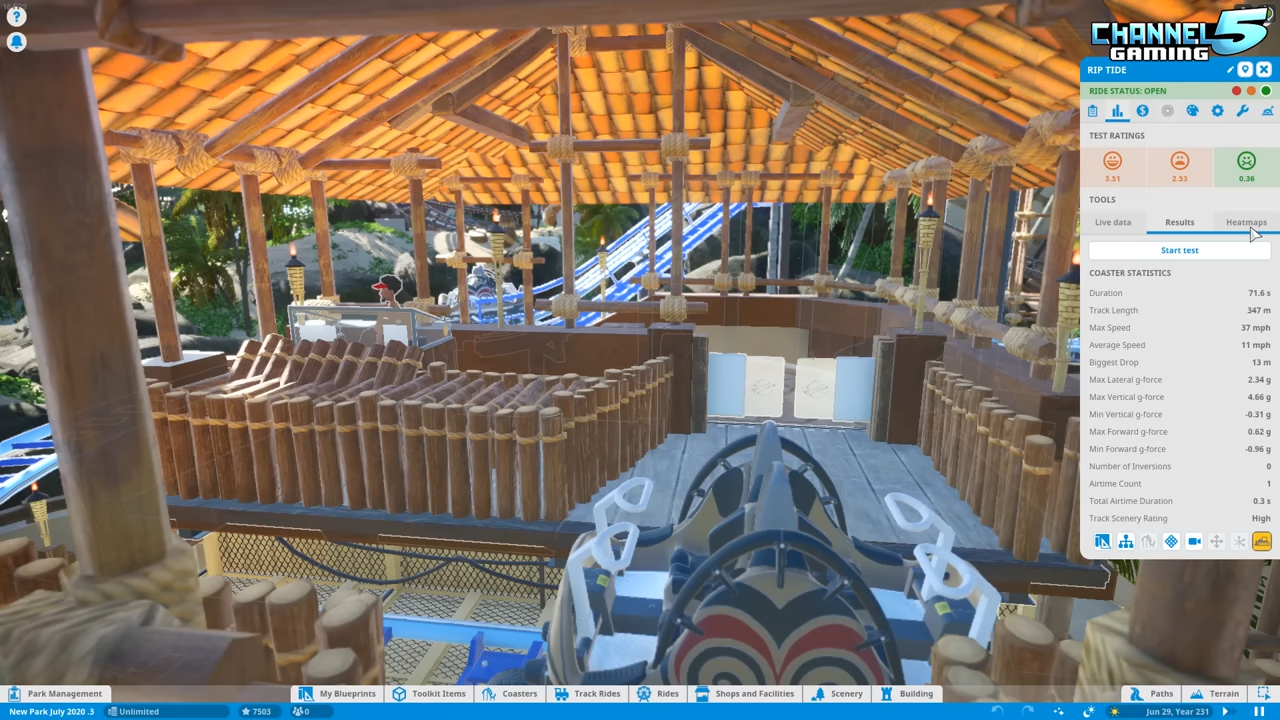 CHANNEL 5
GAMING
RIP TIDE
RIDE STATUS: OPEN
TEST RATINGS
3.51 2.53 0.36
TOOLS
Live data Results Heatmaps
Start test
COASTER STATISTICS
Duration 71.6 s
Track Length 347 m
Max Speed 37 mph
Average Speed 11 mph
Biggest Drop 13 m
Max Lateral g-force 2.34 g
Max Vertical g-force 4.66 g
Min Vertical g-force -0.31 g
Max Forward g-force 0.62 g
Min Forward g-force -0.96 g
Number of Inversions 0
Airtime Count 1
Total Airtime Duration 0.3 s
Track Scenery Rating High
Park Management My Blueprints Toolkit Items Coasters Track Rides Rides Shops and Facilities Scenery Building Paths Terrain
New Park July 2020 .3 Unlimited 7503 0 Jun 29, Year 231